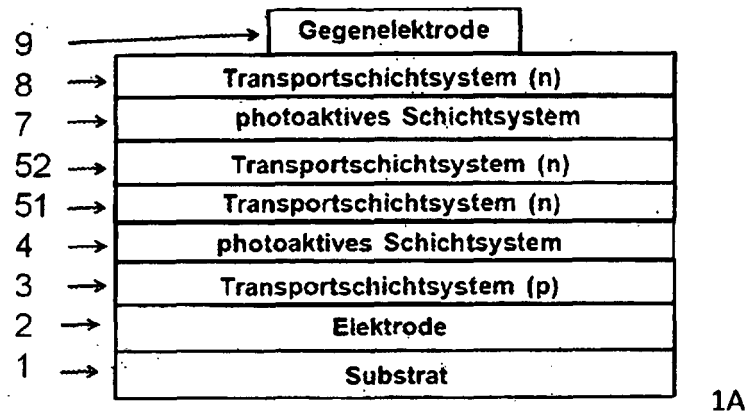 9 Gegenelektrode
8 Transportschichtsystem (n)
7 photoaktives Schichtsystem
52 Transportschichtsystem (n)
51 Transportschichtsystem (n)
4 photoaktives Schichtsystem
3 Transportschichtsystem (p)
2 Elektrode
1 Substrat
1A